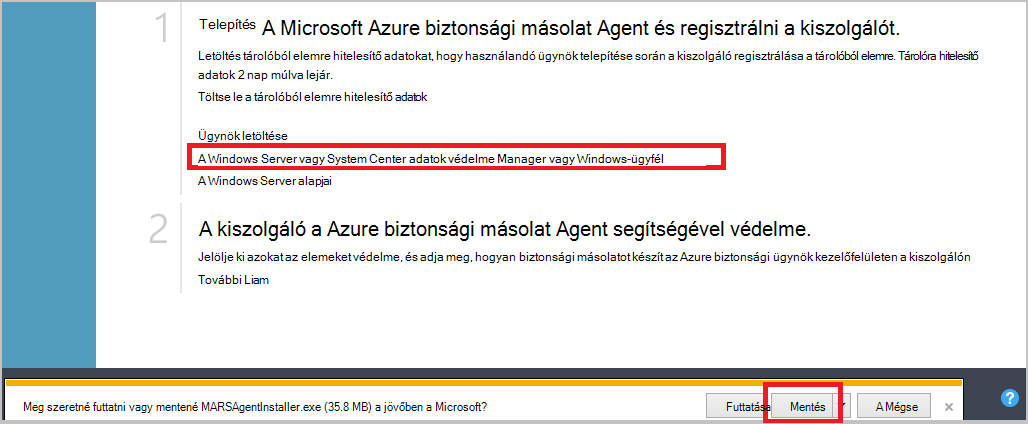 1
Telepítés A Microsoft Azure biztonsági másolat Agent és regisztrálni a kiszolgálót.
Letöltés tárolóból elemre hitelesítő adatokat, hogy használandó ügynök telepítése során a kiszolgáló regisztrálása a tárolóból elemre. Tárolóra hitelesítő
adatok 2 nap múlva lejár.
Töltse le a tárolóból elemre hitelesítő adatok
Ügynök letöltése
A Windows Server vagy System Center adatok védelme Manager vagy Windows-ügyfél
A Windows Server alapjai
2
A kiszolgáló a Azure biztonsági másolat Agent segítségével védelme.
Jelölje ki azokat az elemeket védelme, és adja meg, hogyan biztonsági másolatot készít az Azure biztonsági ügynök kezelőfelületen a kiszolgálón
További Liam
Meg szeretné futtatni vagy mentené MARSAgentInstaller.exe (35.8 MB) a jövőben a Microsoft?
Futtatása
Mentés
A Mégse
?